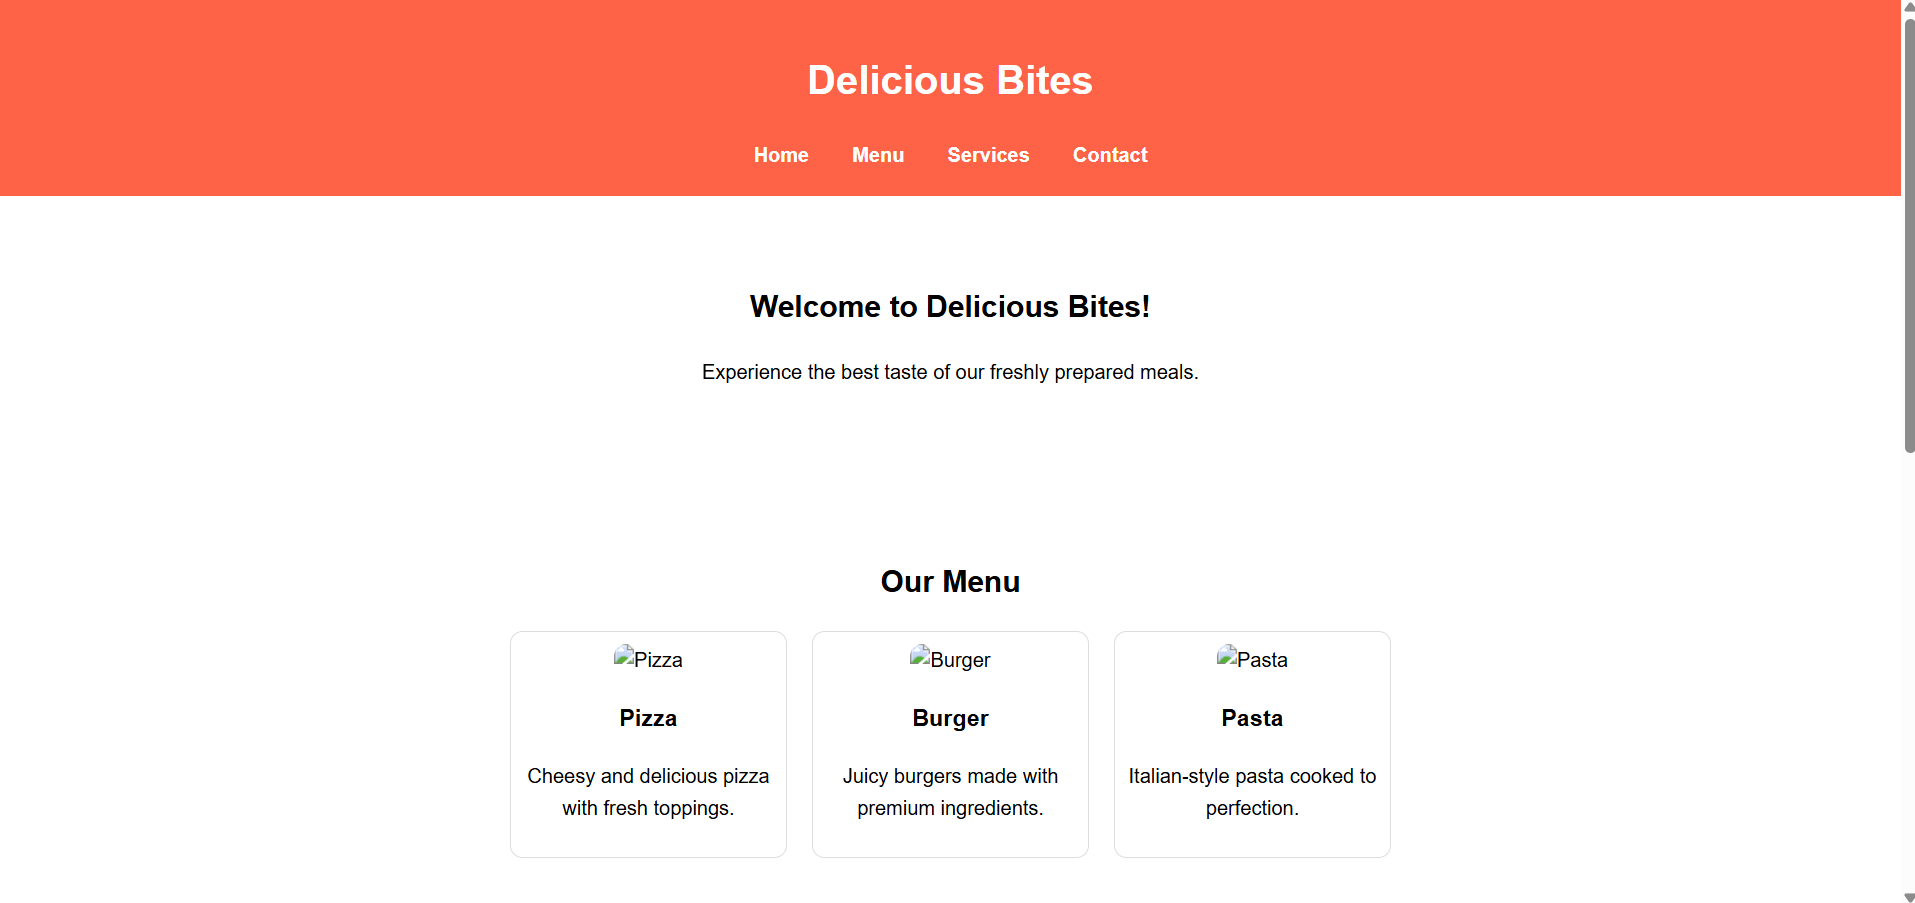 Delicious Bites
Home Menu Services Contact
Welcome to Delicious Bites!
Experience the best taste of our freshly prepared meals.
Our Menu
Pizza
Pizza
Cheesy and delicious pizza
with fresh toppings.
Burger
Burger
Juicy burgers made with
premium ingredients.
Pasta
Pasta
Italian-style pasta cooked to
perfection.